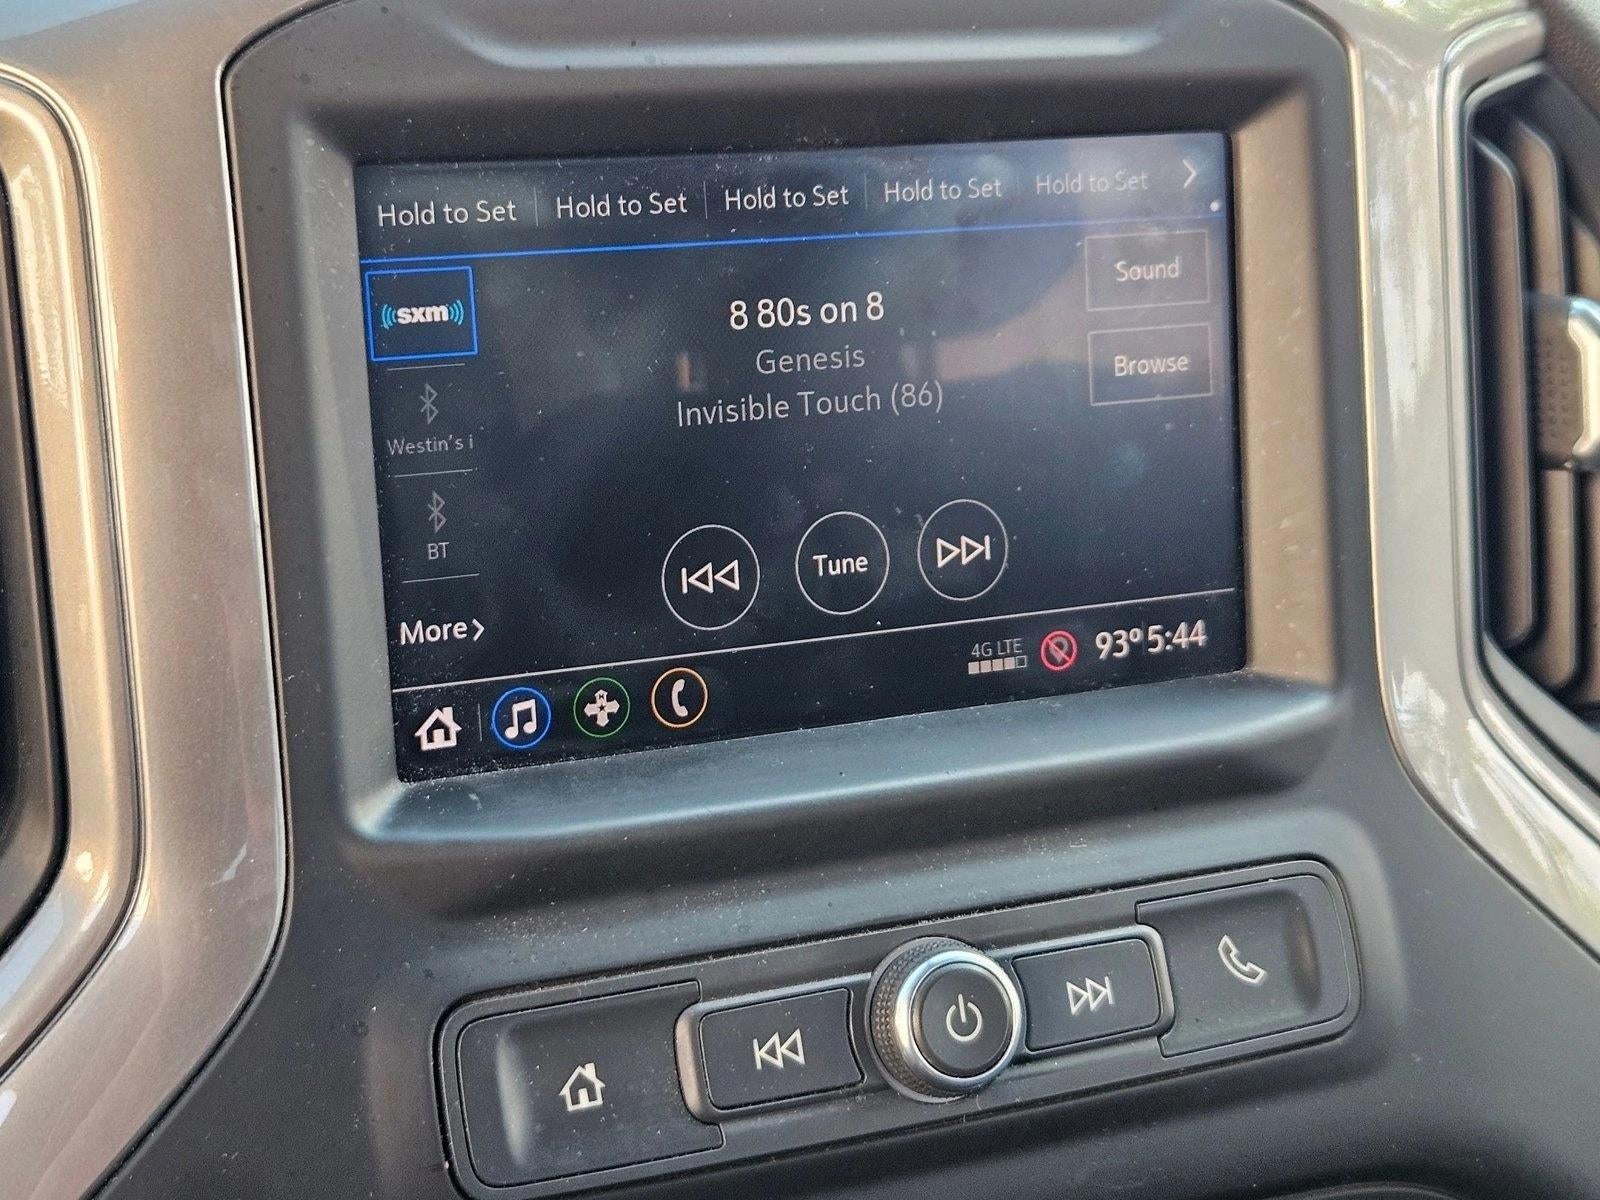 Hold to Set Hold to Set Hold to Set Hold to Set Hold to Set
sxm
8 80s on 8
Genesis
Invisible Touch (86)
Sound
Browse
Westin's i
BT
Tune
More
4G LTE
93° 5:44